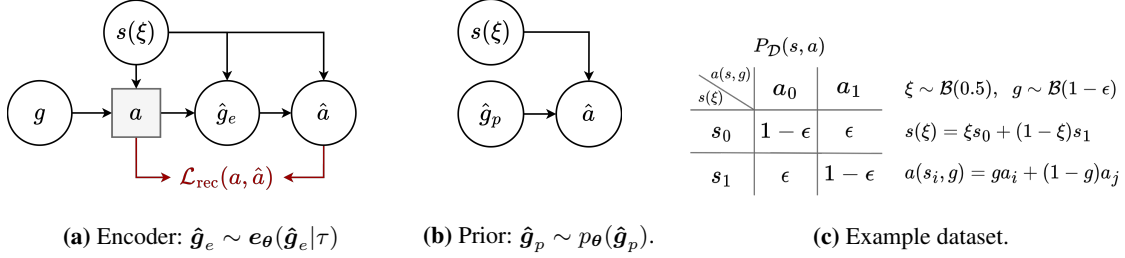 s(ξ)
g
a
ĝ_e
â
ℒ_rec(a, â)
(a) Encoder: ĝ_e ∼ e_θ(ĝ_e|τ)
s(ξ)
ĝ_p
â
(b) Prior: ĝ_p ∼ p_θ(ĝ_p).
P_𝒟(s, a)
a(s, g)
s(ξ)
a_0 a_1
s_0 1 − ϵ ϵ
s_1 ϵ 1 − ϵ
ξ ∼ ℬ(0.5), g ∼ ℬ(1 − ϵ)
s(ξ) = ξs_0 + (1 − ξ)s_1
a(s_i, g) = ga_i + (1 − g)a_j
(c) Example dataset.